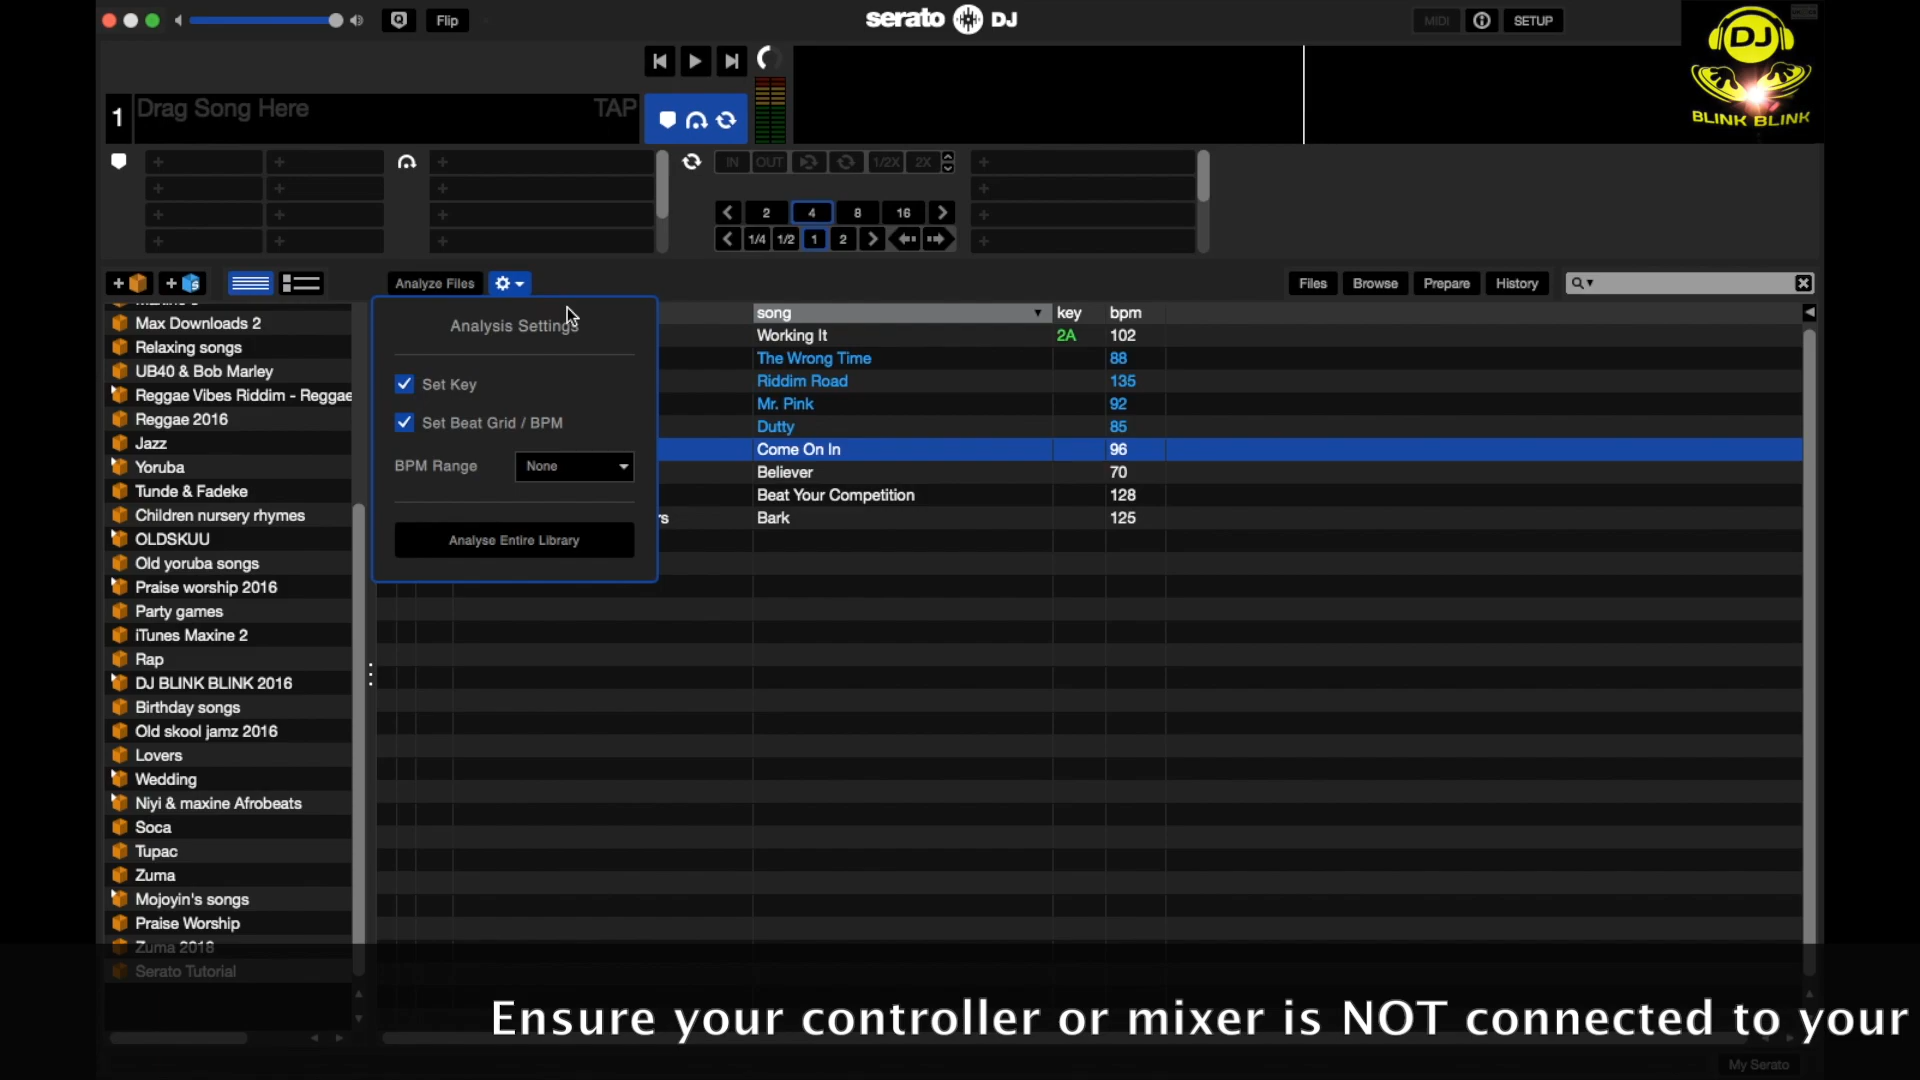 Flip
serato DJ
MIDI
SETUP
DJ
BLINK BLINK
1
Drag Song Here
TAP
IN
OUT
1/2X
2X
2
4
8
16
1/4
1/2
1
2
Analyze Files
Files
Browse
Prepare
History
Max Downloads 2
Relaxing songs
UB40 & Bob Marley
Reggae Vibes Riddim - Reggae
Reggae 2016
Jazz
Yoruba
Tunde & Fadeke
Children nursery rhymes
OLDSKUU
Old yoruba songs
Praise worship 2016
Party games
iTunes Maxine 2
Rap
DJ BLINK BLINK 2016
Birthday songs
Old skool jamz 2016
Lovers
Wedding
Niyi & maxine Afrobeats
Soca
Tupac
Zuma
Mojoyin's songs
Praise Worship
Zuma 2018
Serato Tutorial
Analysis Settings
Set Key
Set Beat Grid / BPM
BPM Range
None
Analyse Entire Library
song key bpm
Working It 2A 102
The Wrong Time 88
Riddim Road 135
Mr. Pink 92
Dutty 85
Come On In 96
Believer 70
Beat Your Competition 128
rs Bark 125
Ensure your controller or mixer is NOT connected to your
My Serato